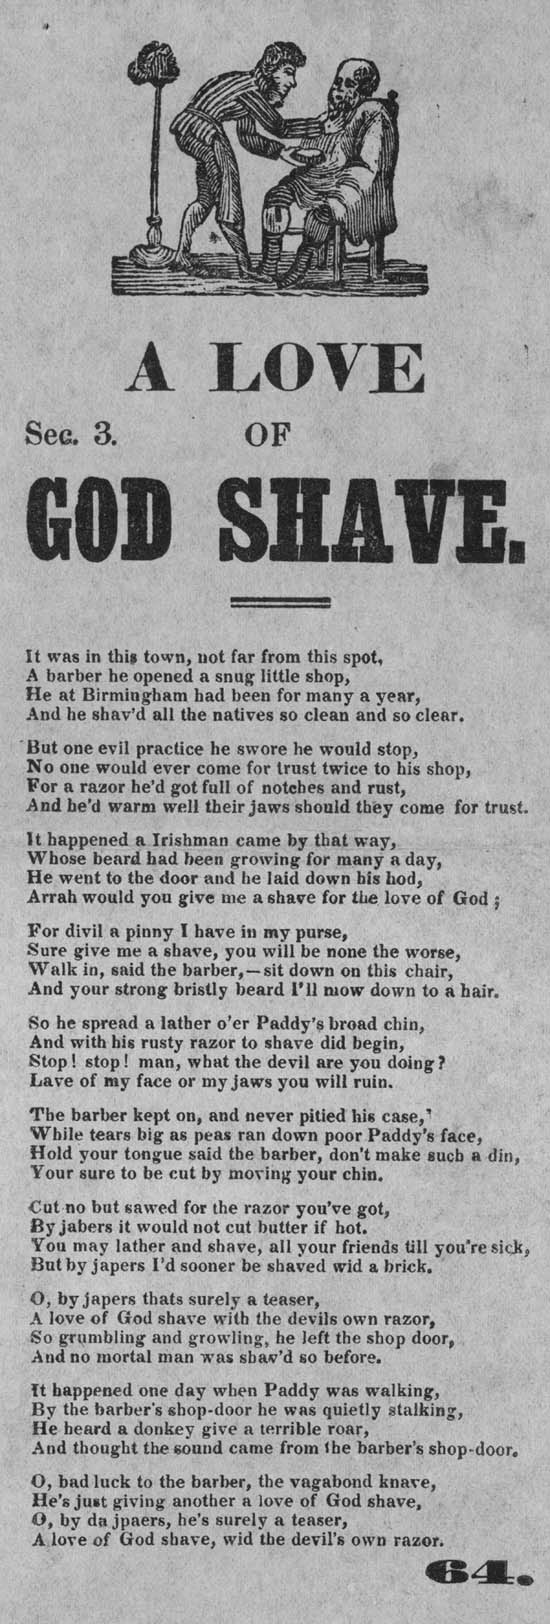 A LOVE
Sec. 3. OF
GOD SHAVE.
It was in this town, not far from this spot,
A barber he opened a snug little shop,
He at Birmingham had been for many a year,
And he shav'd all the natives so clean and so clear.
But one evil practice he swore he would stop,
No one would ever come for trust twice to his shop,
For a razor he'd got full of notches and rust,
And he'd warm well their jaws should they come for trust.
It happened a Irishman came by that way,
Whose beard had been growing for many a day,
He went to the door and he laid down his hod,
Arrah would you give me a shave for the love of God ;
For divil a pinny I have in my purse,
Sure give me a shave, you will be none the worse,
Walk in, said the barber,—sit down on this chair,
And your strong bristly beard I'll mow down to a hair.
So he spread a lather o'er Paddy's broad chin,
And with his rusty razor to shave did begin,
Stop! stop! man, what the devil are you doing?
Lave of my face or my jaws you will ruin.
The barber kept on, and never pitied his case,'
While tears big as peas ran down poor Paddy's face,
Hold your tongue said the barber, don't make such a din,
Your sure to be cut by moving your chin.
Cut no but sawed for the razor you've got,
By jabers it would not cut butter if hot.
You may lather and shave, all your friends till you're sick,
But by japers I'd sooner be shaved wid a brick.
O, by japers thats surely a teaser,
A love of God shave with the devils own razor,
So grumbling and growling, he left the shop door,
And no mortal man was shav'd so before.
It happened one day when Paddy was walking,
By the barber's shop-door he was quietly stalking,
He heard a donkey give a terrible roar,
And thought the sound came from the barber's shop-door.
O, bad luck to the barber, the vagabond knave,
He's just giving another a love of God shave,
O, by da jpaers, he's surely a teaser,
A love of God shave, wid the devil's own razor.
64.